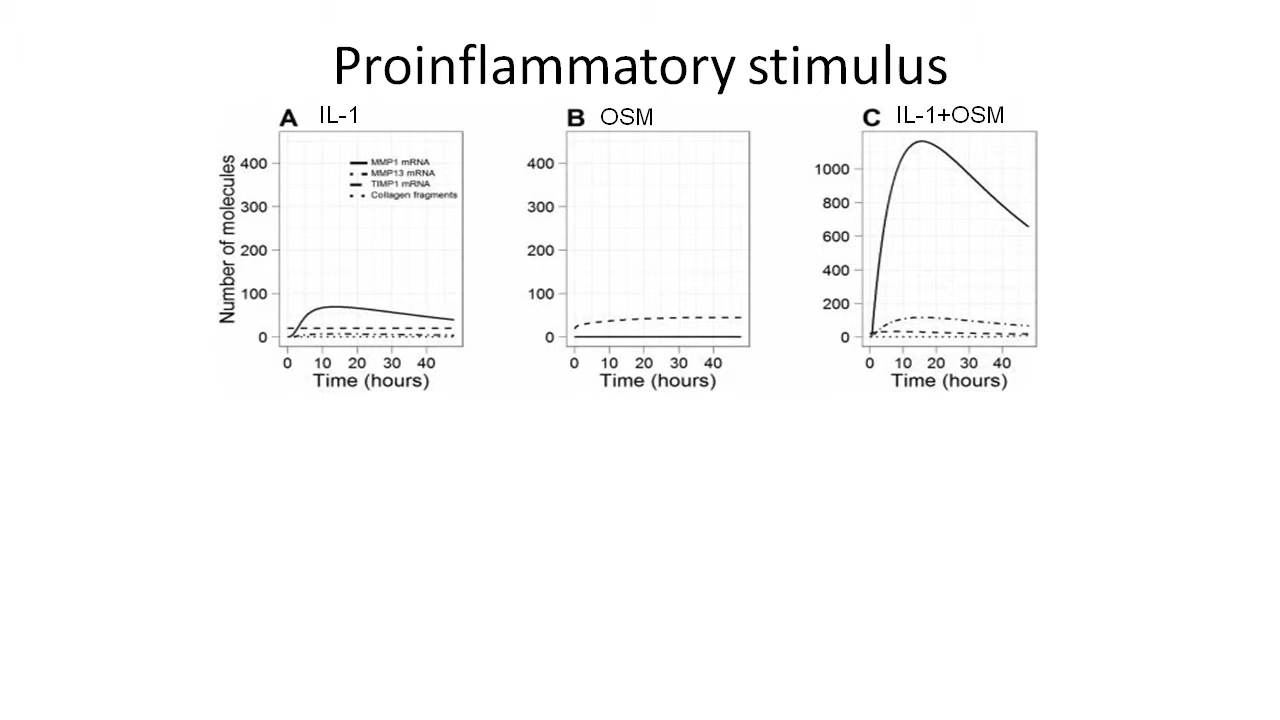 Proinflammatory stimulus
A IL-1
B OSM
C IL-1+OSM
Number of molecules
400
300
200
100
0
MMP1 mRNA
MMP13 mRNA
TIMP1 mRNA
Collagen fragments
0 10 20 30 40
Time (hours)
400
300
200
100
0
0 10 20 30 40
Time (hours)
1000
800
600
400
200
0
0 10 20 30 40
Time (hours)